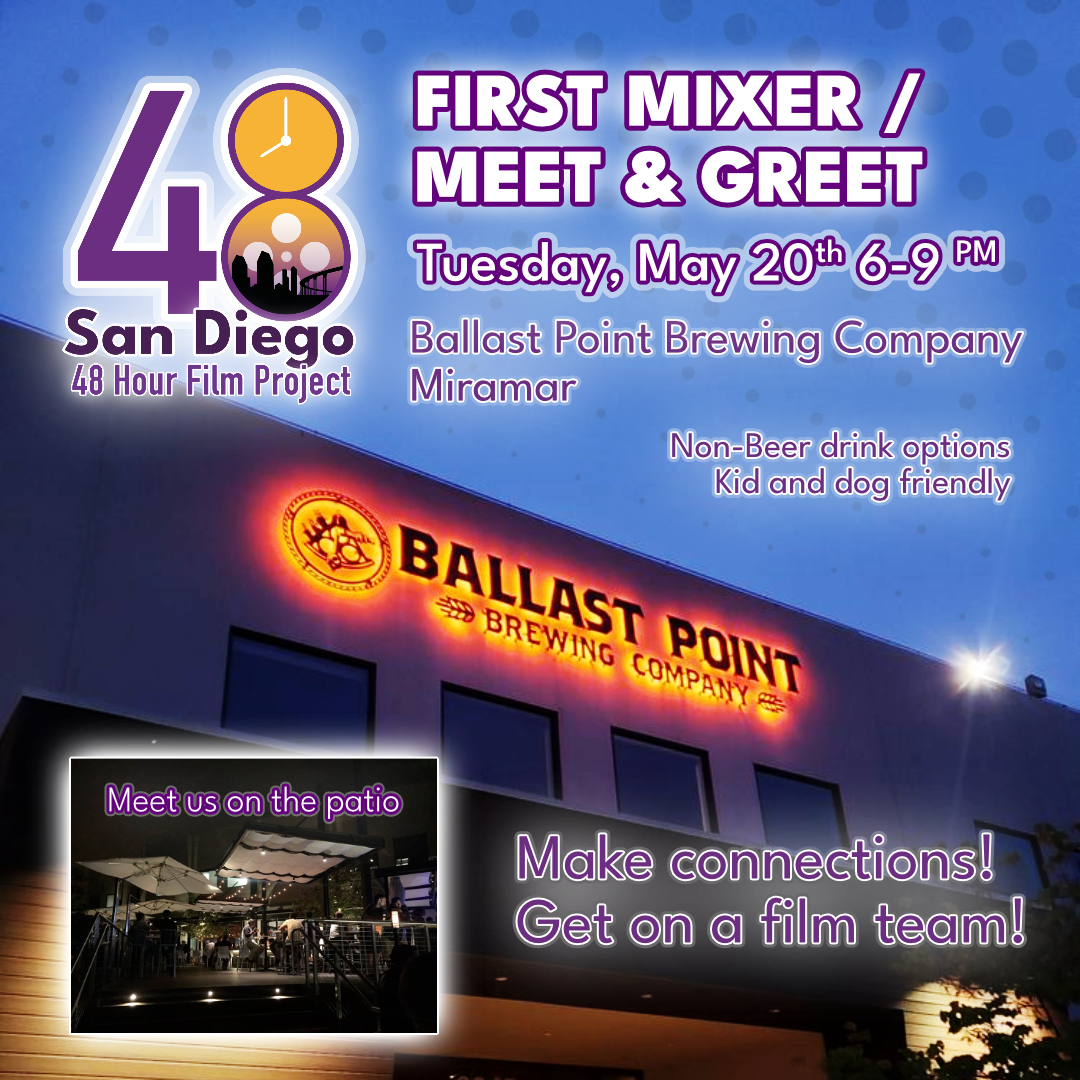 48
San Diego
48 Hour Film Project
FIRST MIXER /
MEET & GREET
Tuesday, May 20th 6-9 PM
Ballast Point Brewing Company
Miramar
Non-Beer drink options
Kid and dog friendly
BALLAST POINT
BREWING COMPANY
Meet us on the patio
Make connections!
Get on a film team!